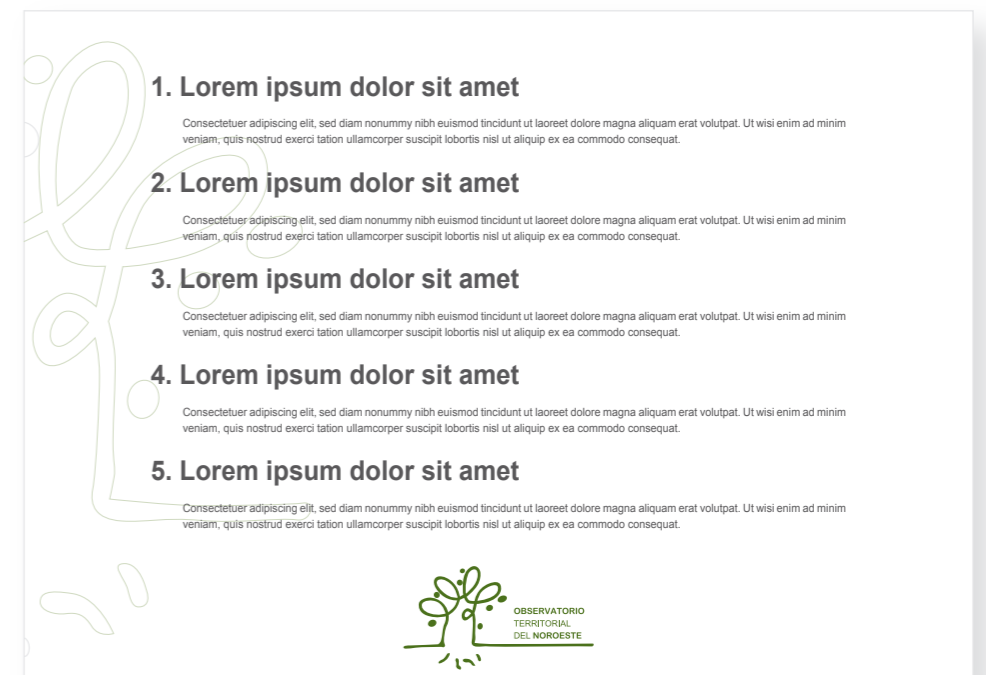 1. Lorem ipsum dolor sit amet
Consectetuer adipiscing elit, sed diam nonummy nibh euismod tincidunt ut laoreet dolore magna aliquam erat volutpat. Ut wisi enim ad minim
veniam, quis nostrud exerci tation ullamcorper suscipit lobortis nisl ut aliquip ex ea commodo consequat.
2. Lorem ipsum dolor sit amet
Consectetuer adipiscing elit, sed diam nonummy nibh euismod tincidunt ut laoreet dolore magna aliquam erat volutpat. Ut wisi enim ad minim
veniam, quis nostrud exerci tation ullamcorper suscipit lobortis nisl ut aliquip ex ea commodo consequat.
3. Lorem ipsum dolor sit amet
Consectetuer adipiscing elit, sed diam nonummy nibh euismod tincidunt ut laoreet dolore magna aliquam erat volutpat. Ut wisi enim ad minim
veniam, quis nostrud exerci tation ullamcorper suscipit lobortis nisl ut aliquip ex ea commodo consequat.
4. Lorem ipsum dolor sit amet
Consectetuer adipiscing elit, sed diam nonummy nibh euismod tincidunt ut laoreet dolore magna aliquam erat volutpat. Ut wisi enim ad minim
veniam, quis nostrud exerci tation ullamcorper suscipit lobortis nisl ut aliquip ex ea commodo consequat.
5. Lorem ipsum dolor sit amet
Consectetuer adipiscing elit, sed diam nonummy nibh euismod tincidunt ut laoreet dolore magna aliquam erat volutpat. Ut wisi enim ad minim
veniam, quis nostrud exerci tation ullamcorper suscipit lobortis nisl ut aliquip ex ea commodo consequat.
OBSERVATORIO
TERRITORIAL
DEL NOROESTE